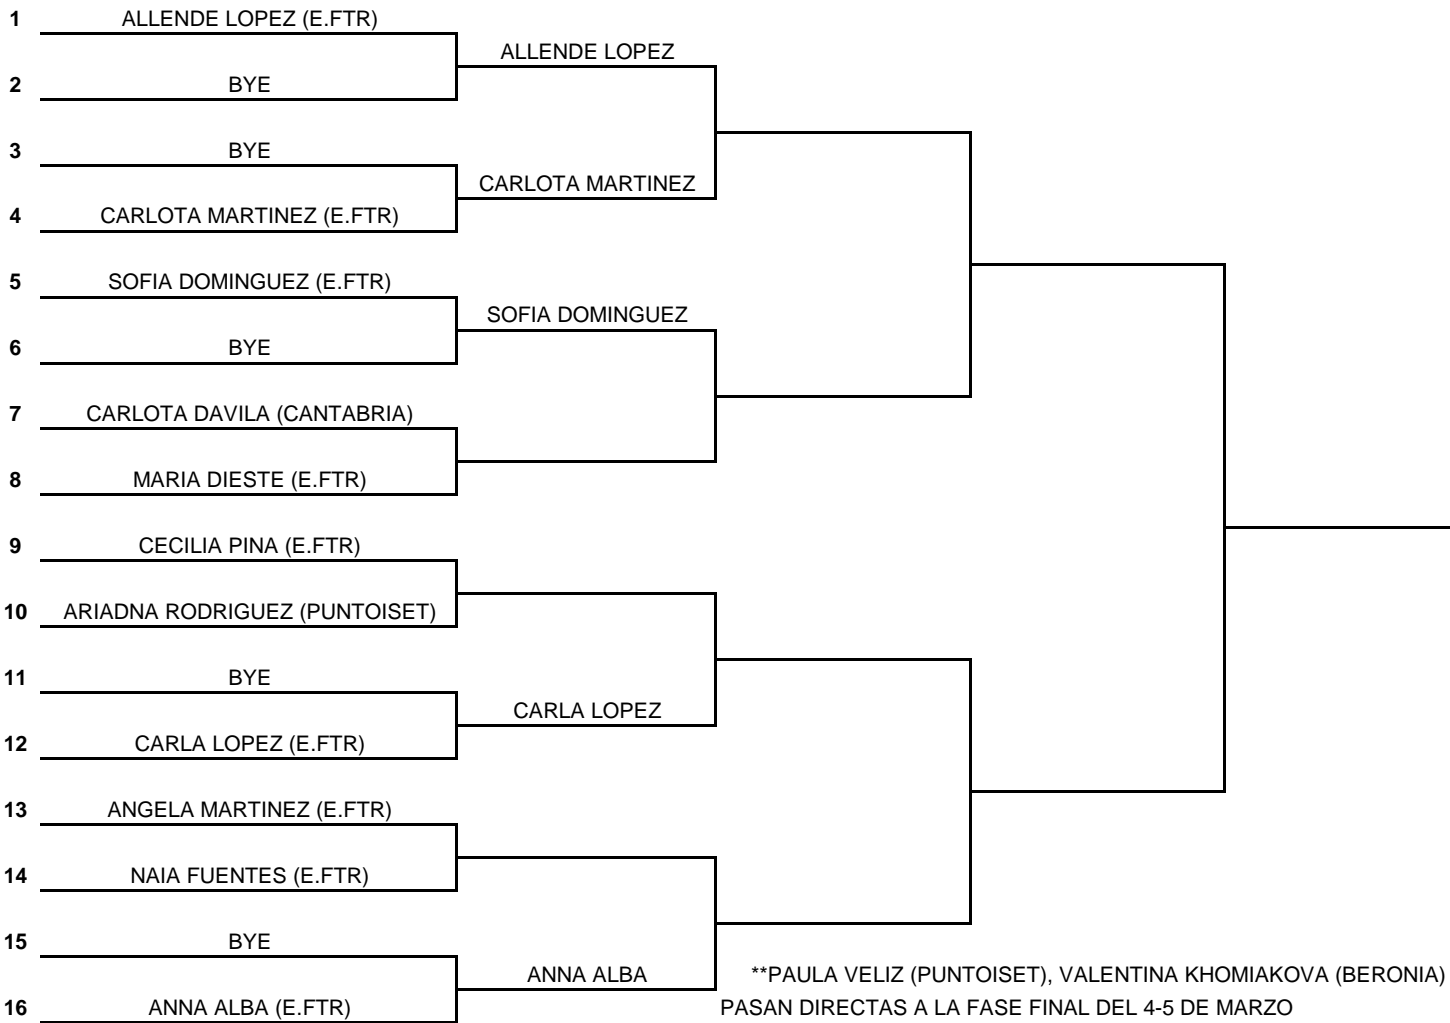 1 ALLENDE LOPEZ (E.FTR)
ALLENDE LOPEZ
2 BYE
3 BYE
CARLOTA MARTINEZ
4 CARLOTA MARTINEZ (E.FTR)
5 SOFIA DOMINGUEZ (E.FTR)
SOFIA DOMINGUEZ
6 BYE
7 CARLOTA DAVILA (CANTABRIA)
8 MARIA DIESTE (E.FTR)
9 CECILIA PINA (E.FTR)
10 ARIADNA RODRIGUEZ (PUNTOISET)
11 BYE
CARLA LOPEZ
12 CARLA LOPEZ (E.FTR)
13 ANGELA MARTINEZ (E.FTR)
14 NAIA FUENTES (E.FTR)
15 BYE
ANNA ALBA
16 ANNA ALBA (E.FTR)
**PAULA VELIZ (PUNTOISET), VALENTINA KHOMIAKOVA (BERONIA)
PASAN DIRECTAS A LA FASE FINAL DEL 4-5 DE MARZO